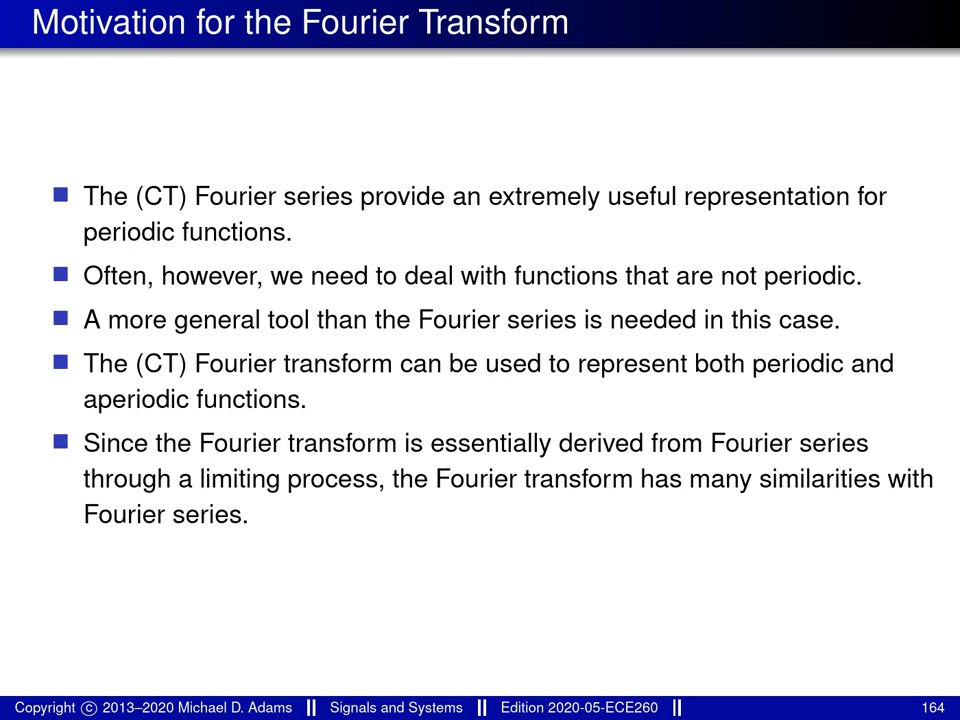 Motivation for the Fourier Transform
The (CT) Fourier series provide an extremely useful representation for
periodic functions.
Often, however, we need to deal with functions that are not periodic.
A more general tool than the Fourier series is needed in this case.
The (CT) Fourier transform can be used to represent both periodic and
aperiodic functions.
Since the Fourier transform is essentially derived from Fourier series
through a limiting process, the Fourier transform has many similarities with
Fourier series.
Copyright © 2013–2020 Michael D. Adams Signals and Systems Edition 2020-05-ECE260 164